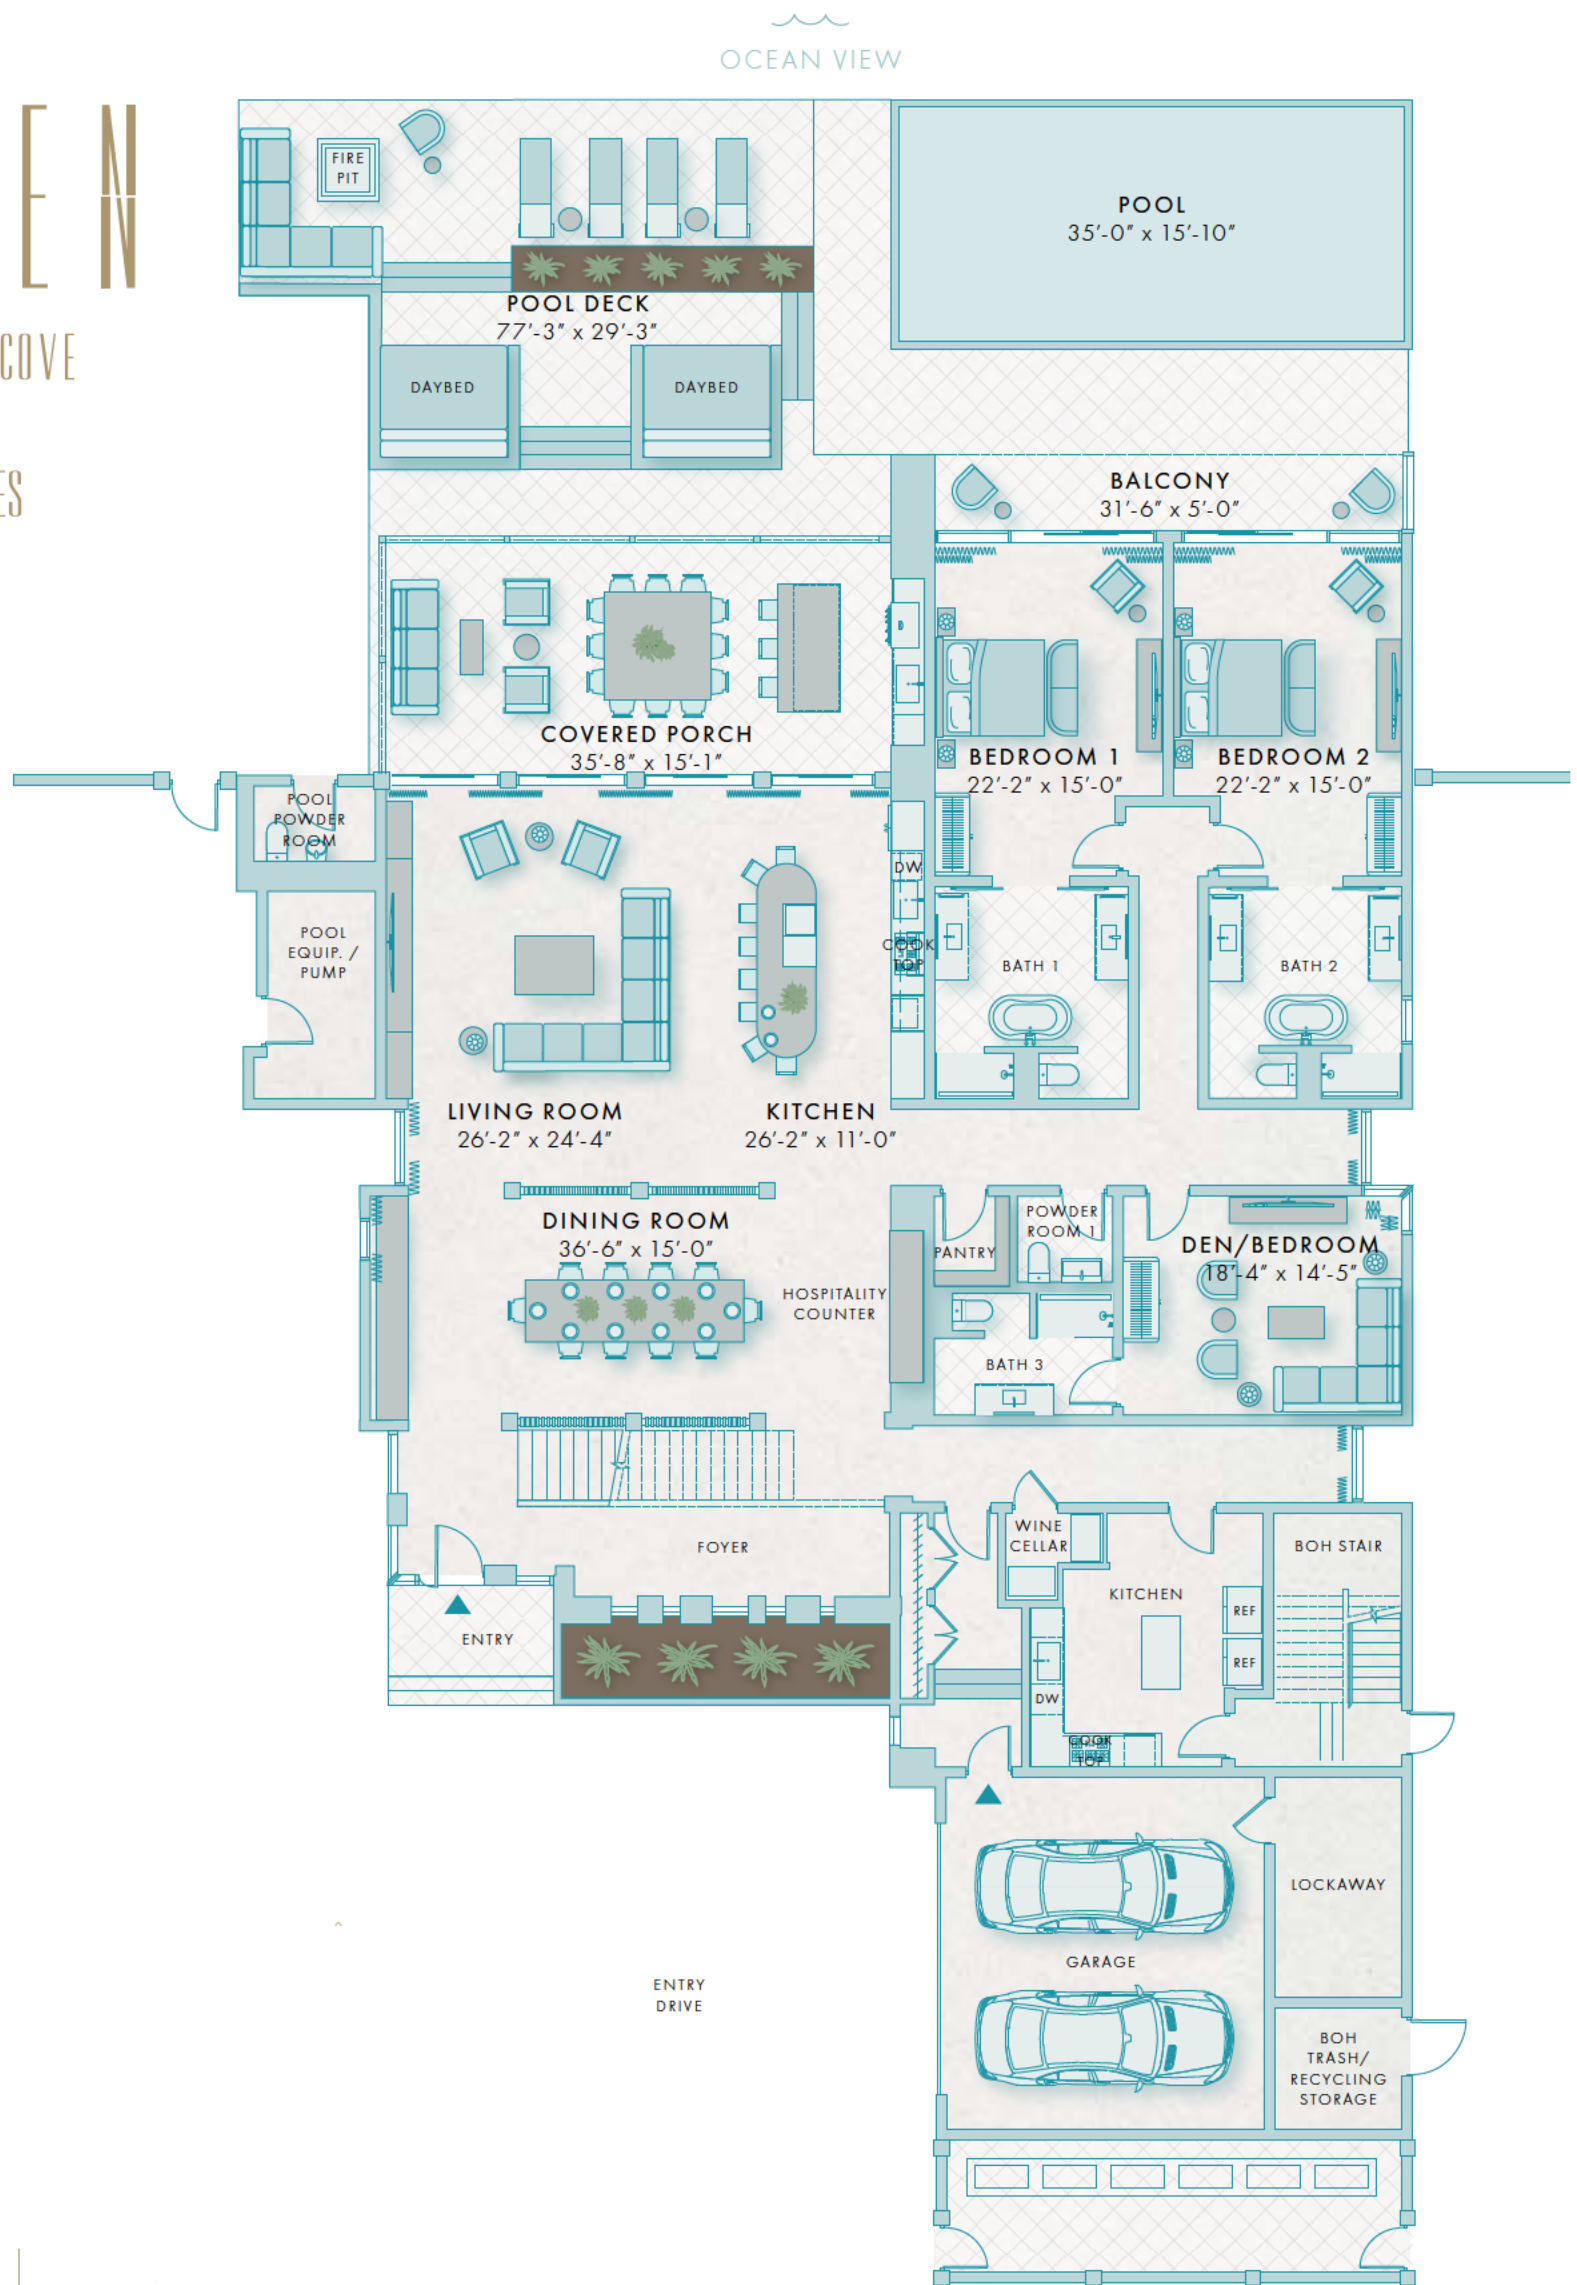 OCEAN VIEW
EN
COVE
ES
FIRE
PIT
POOL
35'-0" x 15'-10"
POOL DECK
77'-3" x 29'-3"
DAYBED
DAYBED
BALCONY
31'-6" x 5'-0"
COVERED PORCH
35'-8" x 15'-1"
BEDROOM 1
22'-2" x 15'-0"
BEDROOM 2
22'-2" x 15'-0"
POOL
POWDER
ROOM
POOL
EQUIP. /
PUMP
DW
COOK
TOP
BATH 1
BATH 2
LIVING ROOM
26'-2" x 24'-4"
KITCHEN
26'-2" x 11'-0"
DINING ROOM
36'-6" x 15'-0"
HOSPITALITY
COUNTER
PANTRY
POWDER
ROOM 1
DEN/BEDROOM
18'-4" x 14'-5"
BATH 3
FOYER
WINE
CELLAR
KITCHEN
BOH STAIR
REF
REF
DW
COOK
TOP
ENTRY
LOCKAWAY
GARAGE
ENTRY
DRIVE
BOH
TRASH/
RECYCLING
STORAGE